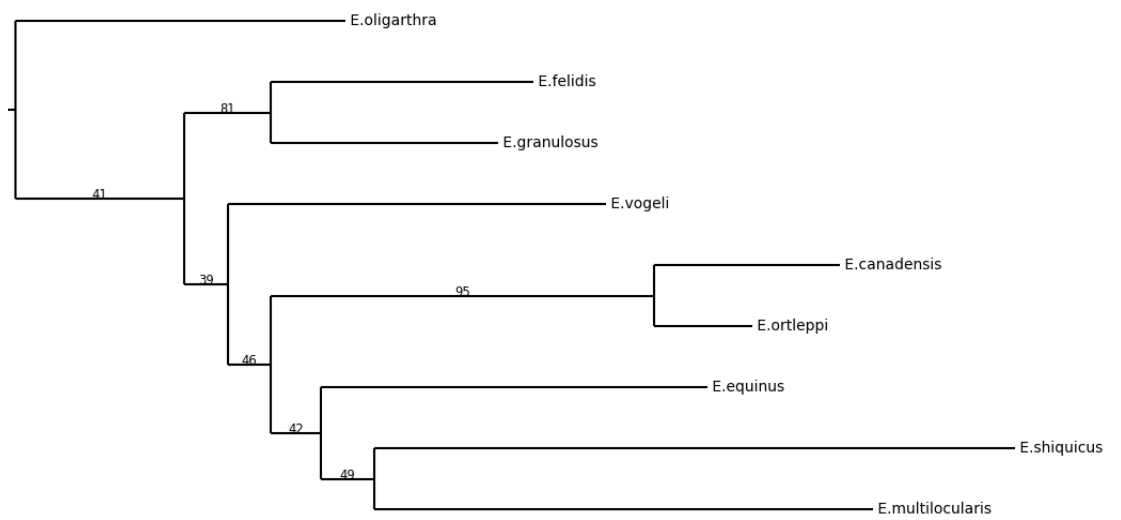 E.oligarthra
E.felidis
81
E.granulosus
41
E.vogeli
E.canadensis
39
95
E.ortleppi
46
E.equinus
42
E.shiquicus
49
E.multilocularis